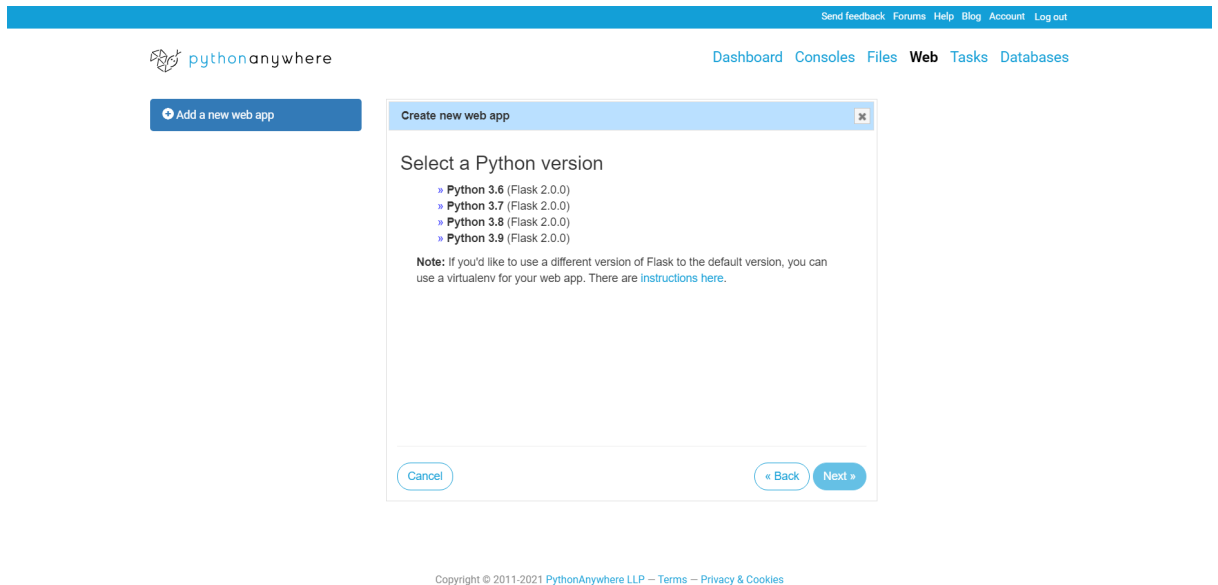 Send feedback Forums Help Blog Account Log out
pythonanywhere
Dashboard Consoles Files Web Tasks Databases
Add a new web app
Create new web app
Select a Python version
» Python 3.6 (Flask 2.0.0)
» Python 3.7 (Flask 2.0.0)
» Python 3.8 (Flask 2.0.0)
» Python 3.9 (Flask 2.0.0)
Note: If you'd like to use a different version of Flask to the default version, you can
use a virtualenv for your web app. There are instructions here.
Cancel
« Back
Next »
Copyright © 2011-2021 PythonAnywhere LLP — Terms — Privacy & Cookies